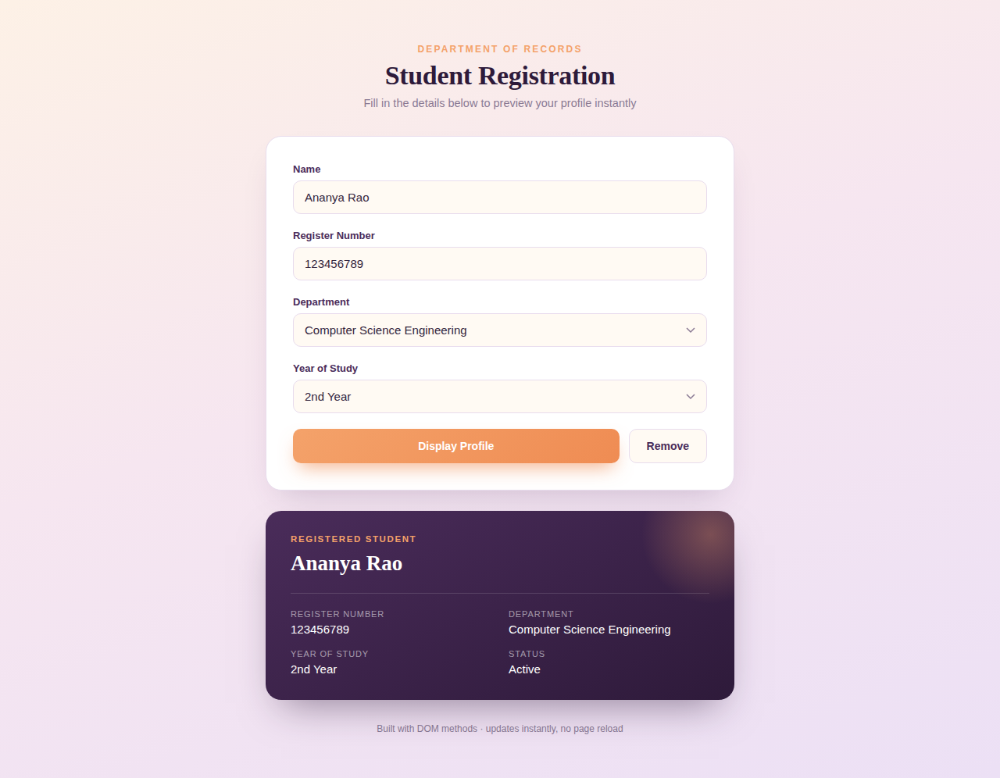 DEPARTMENT OF RECORDS
Student Registration
Fill in the details below to preview your profile instantly
Name
Ananya Rao
Register Number
123456789
Department
Computer Science Engineering
Year of Study
2nd Year
Display Profile
Remove
REGISTERED STUDENT
Ananya Rao
REGISTER NUMBER
DEPARTMENT
123456789
Computer Science Engineering
YEAR OF STUDY
STATUS
2nd Year
Active
Built with DOM methods · updates instantly, no page reload